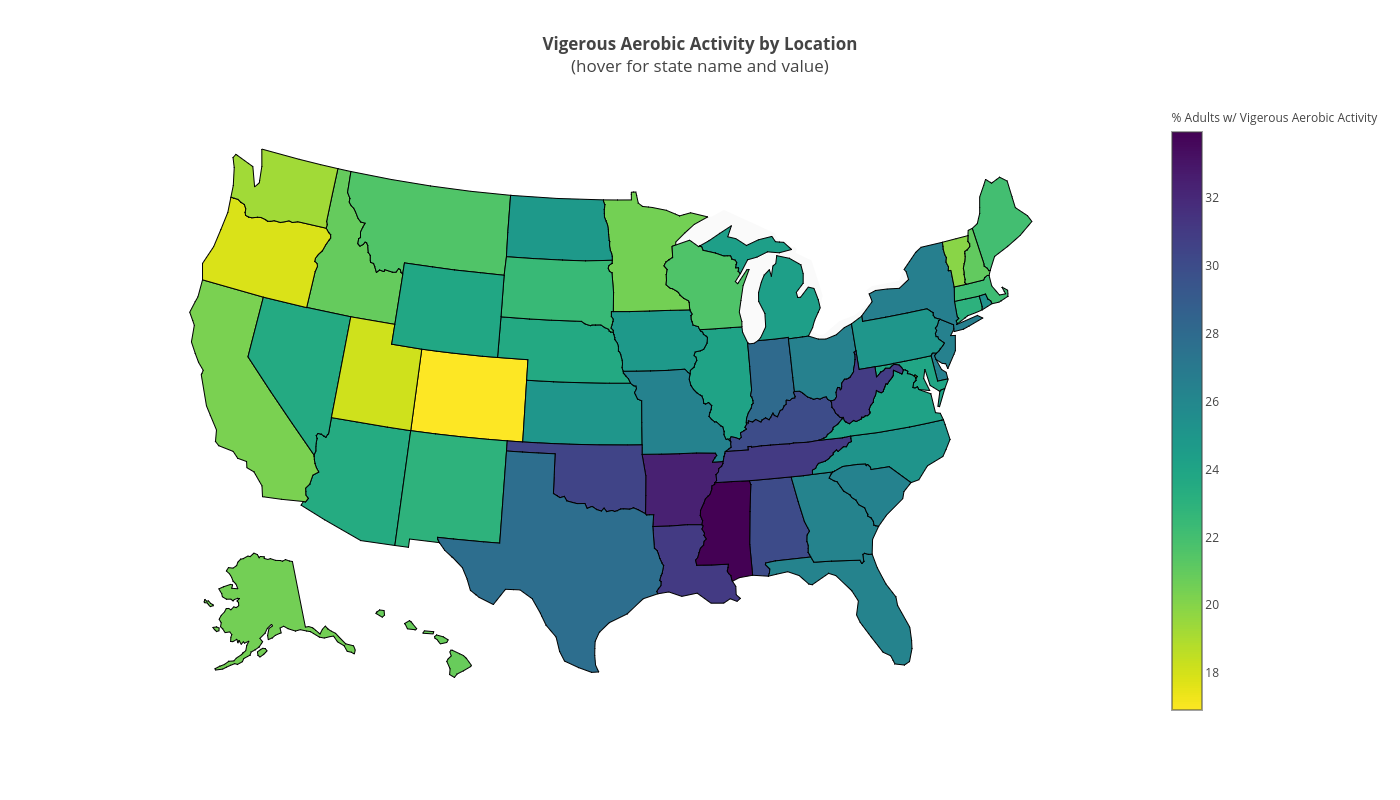 Vigerous Aerobic Activity by Location
(hover for state name and value)
% Adults w/ Vigerous Aerobic Activity
32
30
28
26
24
22
20
18